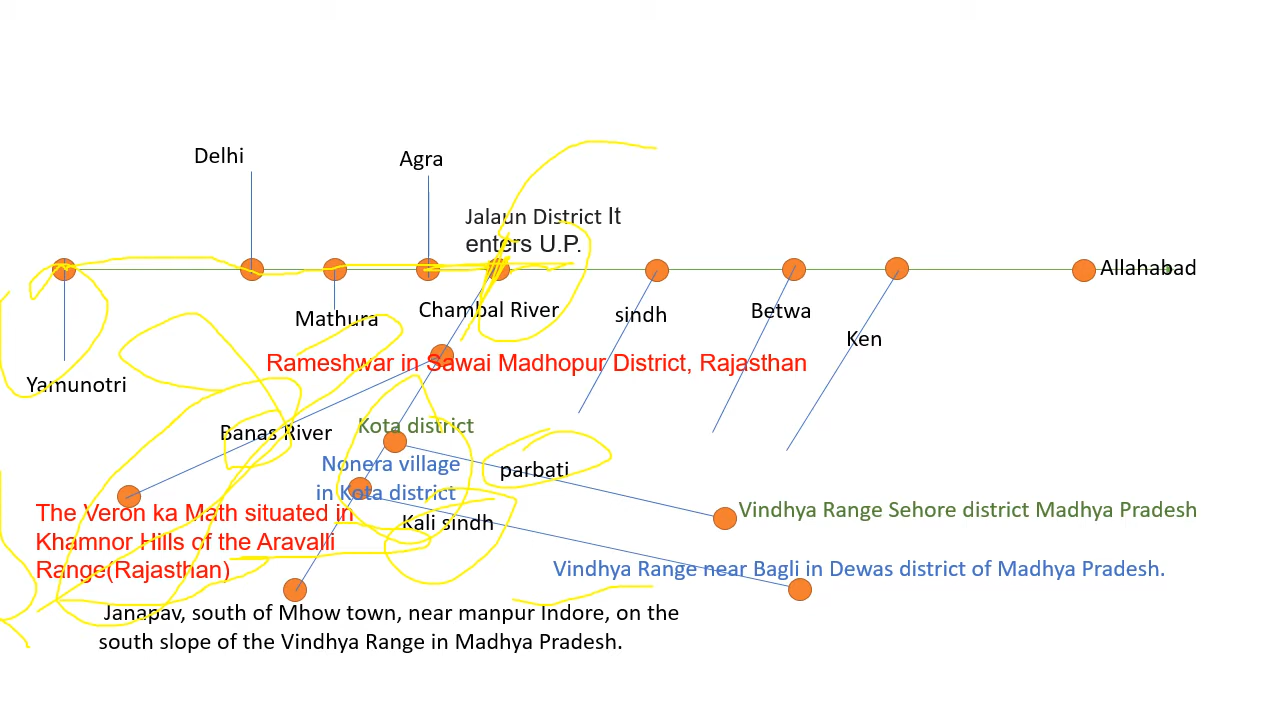 Delhi
Agra
Jalaun District It
enters U.P.
Allahabad
Chambal River
sindh
Betwa
Mathura
Ken
Rameshwar in Sawai Madhopur District, Rajasthan
Yamunotri
Kota district
Banas River
Nonera village
in Kota district
parbati
The Veron ka Math situated in
Khamnor Hills of the Aravalli
Range(Rajasthan)
Kali sindh
Vindhya Range Sehore district Madhya Pradesh
Vindhya Range near Bagli in Dewas district of Madhya Pradesh.
Janapav, south of Mhow town, near manpur Indore, on the
south slope of the Vindhya Range in Madhya Pradesh.